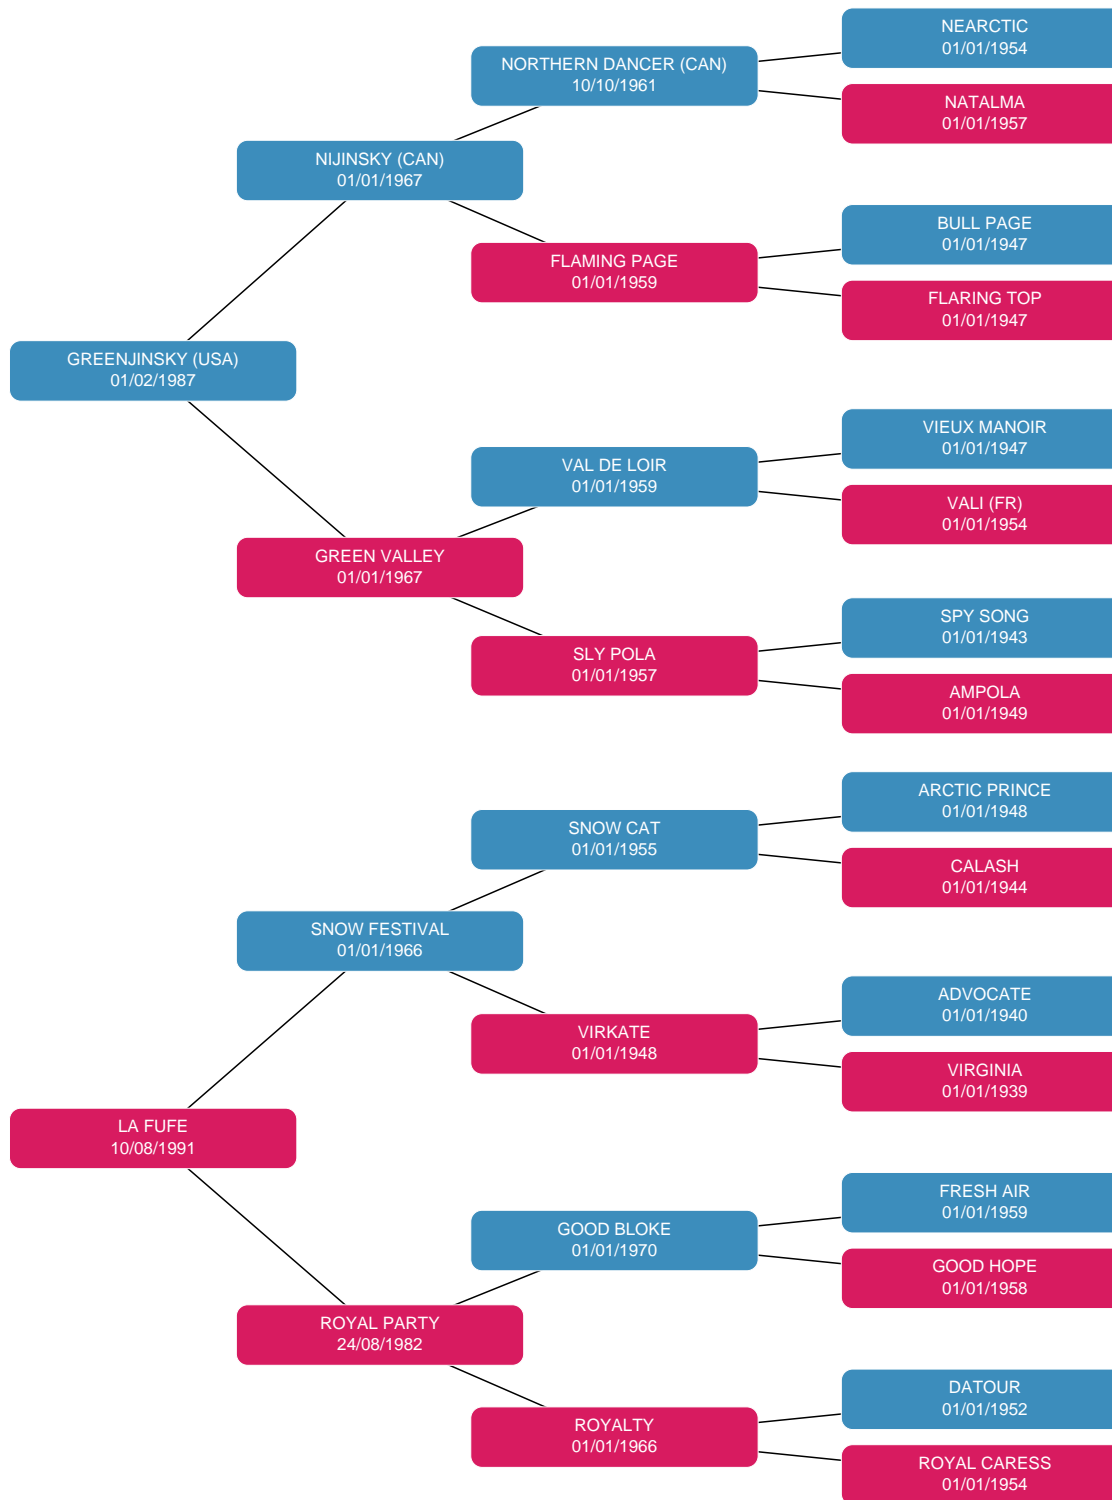 NEARCTIC
01/01/1954
NORTHERN DANCER (CAN)
10/10/1961
NATALMA
01/01/1957
NIJINSKY (CAN)
01/01/1967
BULL PAGE
01/01/1947
FLAMING PAGE
01/01/1959
FLARING TOP
01/01/1947
GREENJINSKY (USA)
01/02/1987
VIEUX MANOIR
01/01/1947
VAL DE LOIR
01/01/1959
VALI (FR)
01/01/1954
GREEN VALLEY
01/01/1967
SPY SONG
01/01/1943
SLY POLA
01/01/1957
AMPOLA
01/01/1949
ARCTIC PRINCE
01/01/1948
SNOW CAT
01/01/1955
CALASH
01/01/1944
SNOW FESTIVAL
01/01/1966
ADVOCATE
01/01/1940
VIRKATE
01/01/1948
VIRGINIA
01/01/1939
LA FUFE
10/08/1991
FRESH AIR
01/01/1959
GOOD BLOKE
01/01/1970
GOOD HOPE
01/01/1958
ROYAL PARTY
24/08/1982
DATOUR
01/01/1952
ROYALTY
01/01/1966
ROYAL CARESS
01/01/1954